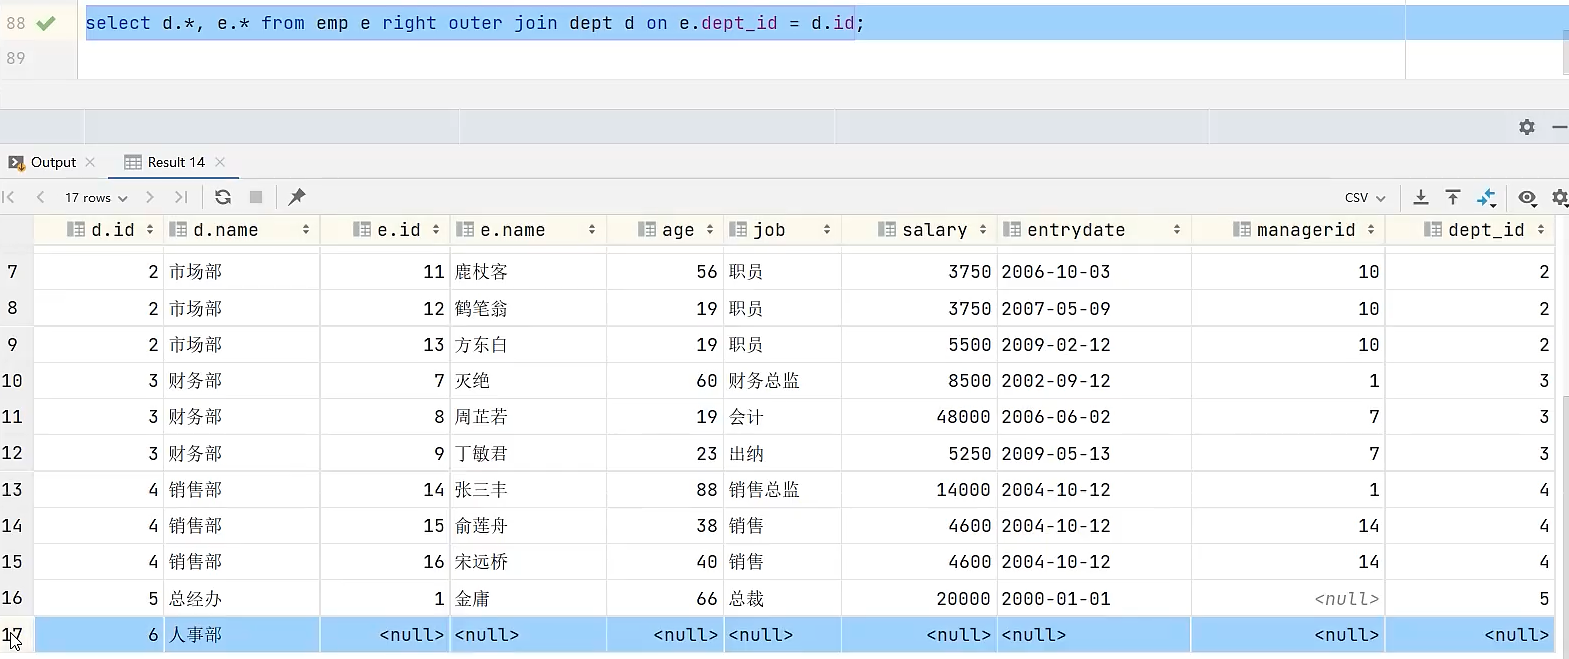 88 select d.*, e.* from emp e right outer join dept d on e.dept_id = d.id;
89
Output Result 14
17 rows CSV
d.id d.name e.id e.name age job salary entrydate managerid dept_id
7 2 市场部 11 鹿杖客 56 职员 3750 2006-10-03 10 2
8 2 市场部 12 鹤笔翁 19 职员 3750 2007-05-09 10 2
9 2 市场部 13 方东白 19 职员 5500 2009-02-12 10 2
10 3 财务部 7 灭绝 60 财务总监 8500 2002-09-12 1 3
11 3 财务部 8 周芷若 19 会计 48000 2006-06-02 7 3
12 3 财务部 9 丁敏君 23 出纳 5250 2009-05-13 7 3
13 4 销售部 14 张三丰 88 销售总监 14000 2004-10-12 1 4
14 4 销售部 15 俞莲舟 38 销售 4600 2004-10-12 14 4
15 4 销售部 16 宋远桥 40 销售 4600 2004-10-12 14 4
16 5 总经办 1 金庸 66 总裁 20000 2000-01-01 <null> 5
17 6 人事部 <null> <null> <null> <null> <null> <null> <null> <null>